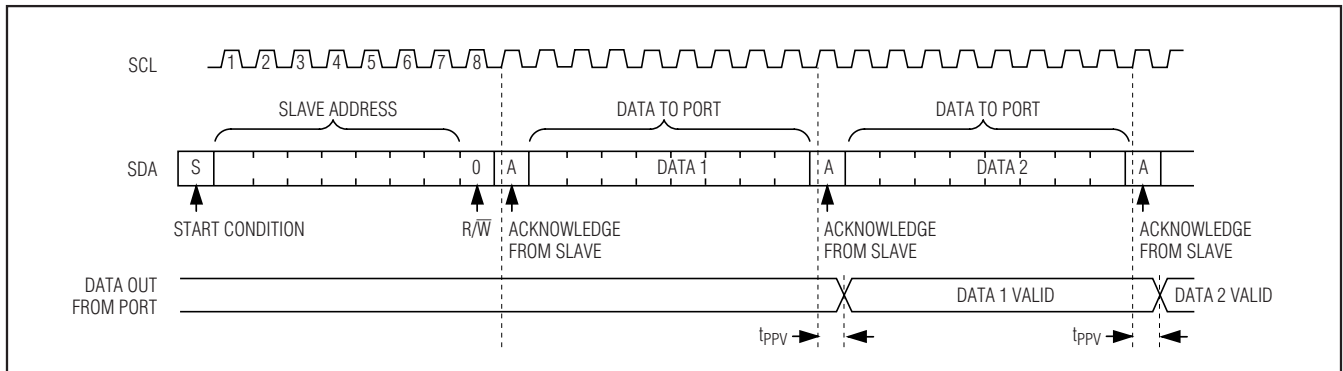 SCL
1 2 3 4 5 6 7 8
SLAVE ADDRESS
DATA TO PORT
DATA TO PORT
SDA
S
0
A
DATA 1
A
DATA 2
A
START CONDITION
R/W̅
ACKNOWLEDGE
FROM SLAVE
ACKNOWLEDGE
FROM SLAVE
ACKNOWLEDGE
FROM SLAVE
DATA OUT
FROM PORT
DATA 1 VALID
DATA 2 VALID
tPPV
tPPV